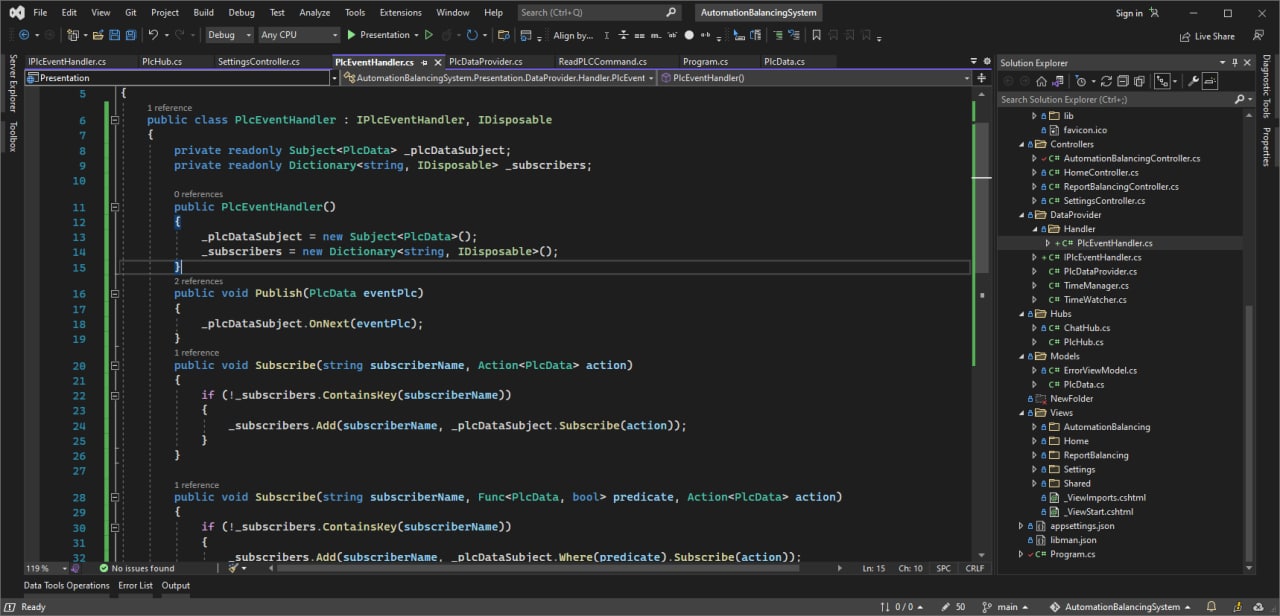 File Edit View Git Project Build Debug Test Analyze Tools Extensions Window Help Search (Ctrl+Q) AutomationBalancingSystem Sign in
Debug Any CPU Presentation Align by... Live Share
IPlcEventHandler.cs PlcHub.cs SettingsController.cs PlcEventHandler.cs PlcDataProvider.cs ReadPLCCommand.cs Program.cs PlcData.cs
Presentation AutomationBalancingSystem.Presentation.DataProvider.Handler.PlcEvent PlcEventHandler()
Server Explorer
Toolbox
5 {
1 reference
6 public class PlcEventHandler : IPlcEventHandler, IDisposable
7 {
8 private readonly Subject<PlcData> _plcDataSubject;
9 private readonly Dictionary<string, IDisposable> _subscribers;
10
0 references
11 public PlcEventHandler()
12 {
13 _plcDataSubject = new Subject<PlcData>();
14 _subscribers = new Dictionary<string, IDisposable>();
15 }
2 references
16 public void Publish(PlcData eventPlc)
17 {
18 _plcDataSubject.OnNext(eventPlc);
19 }
1 reference
20 public void Subscribe(string subscriberName, Action<PlcData> action)
21 {
22 if (!_subscribers.ContainsKey(subscriberName))
23 {
24 _subscribers.Add(subscriberName, _plcDataSubject.Subscribe(action));
25 }
26 }
27
1 reference
28 public void Subscribe(string subscriberName, Func<PlcData, bool> predicate, Action<PlcData> action)
29 {
30 if (!_subscribers.ContainsKey(subscriberName))
31 {
32 _subscribers.Add(subscriberName, _plcDataSubject.Where(predicate).Subscribe(action));
119 % No issues found Ln: 15 Ch: 10 SPC CRLF
Data Tools Operations Error List Output
Solution Explorer
Search Solution Explorer (Ctrl+;)
lib
favicon.ico
Controllers
C# AutomationBalancingController.cs
C# HomeController.cs
C# ReportBalancingController.cs
C# SettingsController.cs
DataProvider
Handler
+ C# PlcEventHandler.cs
+ C# IPlcEventHandler.cs
C# PlcDataProvider.cs
C# TimeManager.cs
C# TimeWatcher.cs
Hubs
C# ChatHub.cs
C# PlcHub.cs
Models
C# ErrorViewModel.cs
C# PlcData.cs
NewFolder
Views
AutomationBalancing
Home
ReportBalancing
Settings
Shared
_ViewImports.cshtml
_ViewStart.cshtml
appsettings.json
libman.json
C# Program.cs
Diagnostic Tools
Properties
Ready 0 / 0 50 main AutomationBalancingSystem